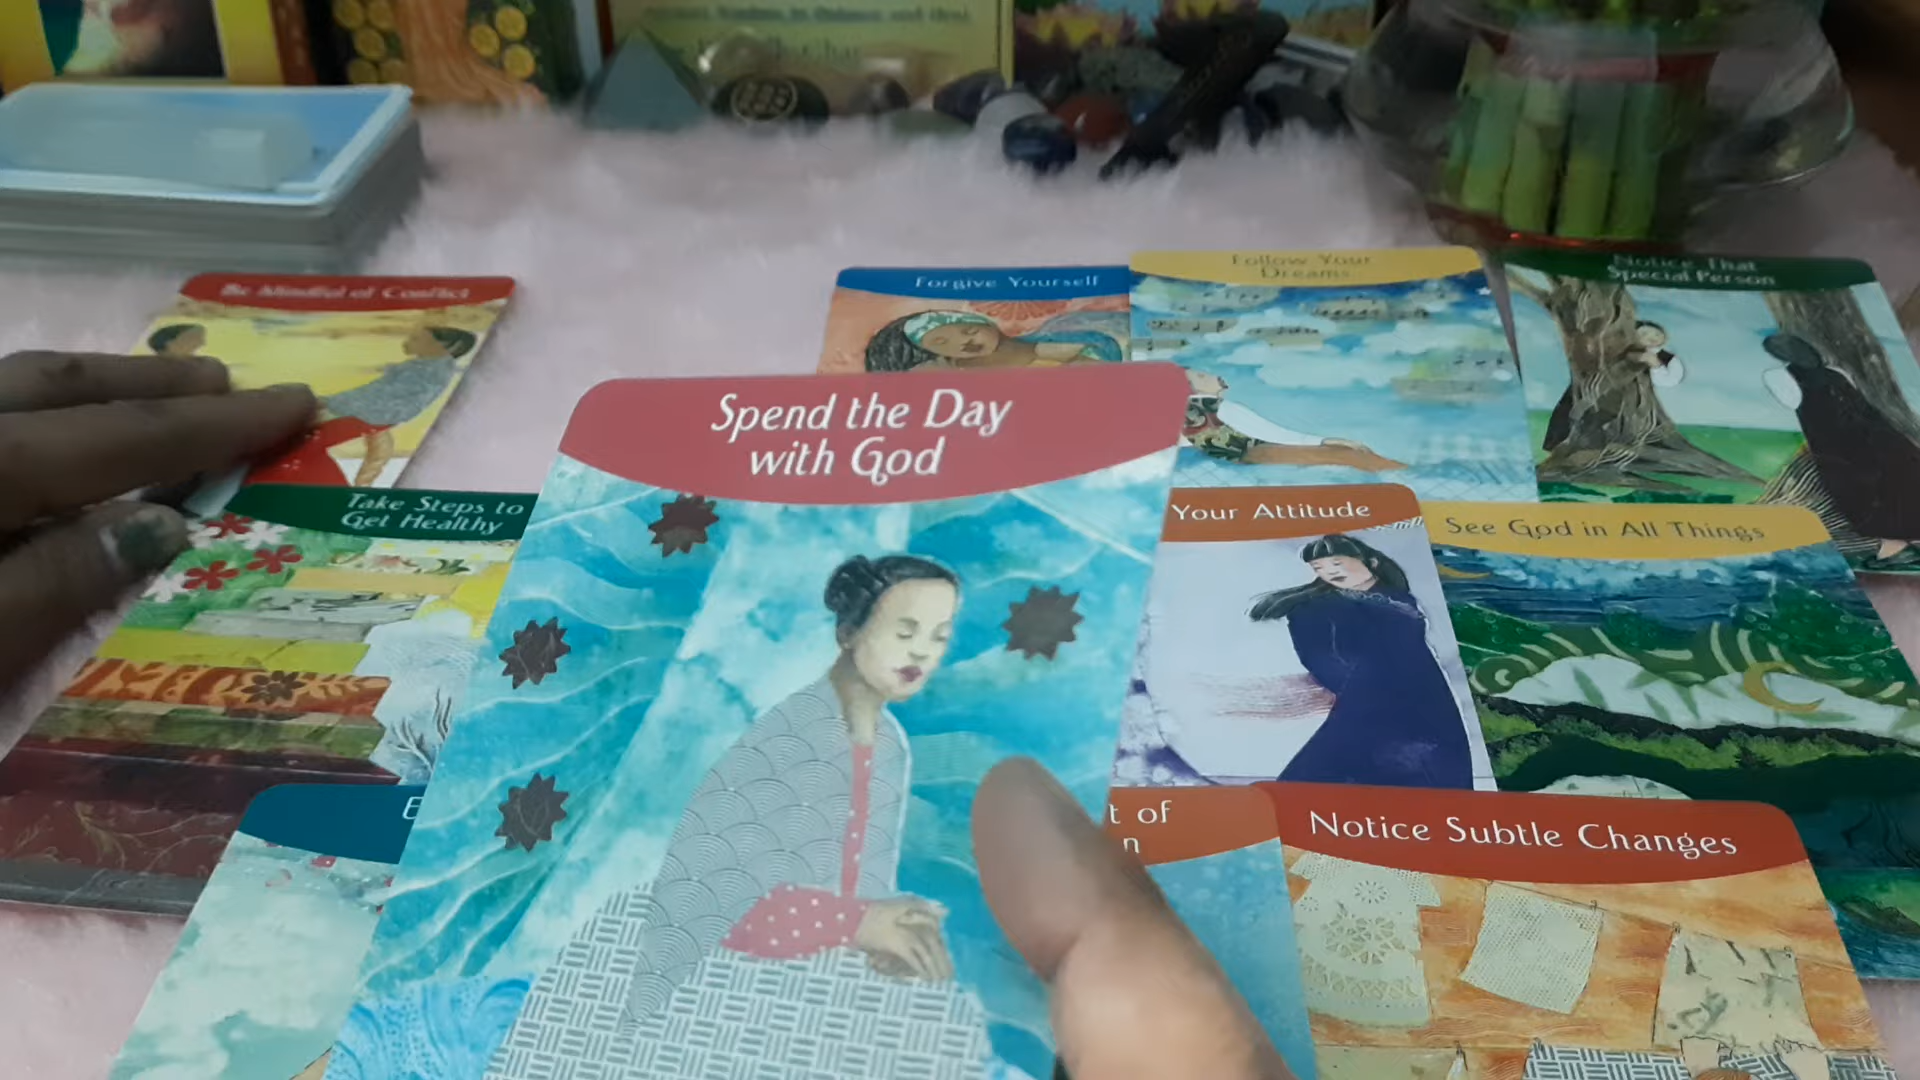 Be Mindful of Conflict
Forgive Yourself
Follow Your
Dreams
Notice That
Special Person
Spend the Day
with God
Take Steps to
Get Healthy
Your Attitude
See God in All Things
E
t of
n
Notice Subtle Changes